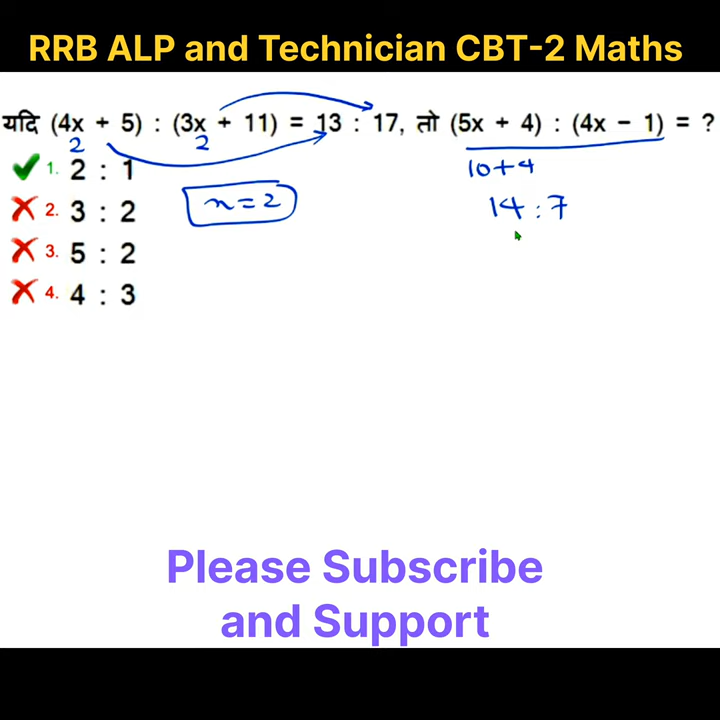 RRB ALP and Technician CBT-2 Maths
यदि (4x + 5) : (3x + 11) = 13 : 17, तो (5x + 4) : (4x − 1) = ?
2 2
1. 2 : 1
10+4
2. 3 : 2
x=2
14 : 7
3. 5 : 2
4. 4 : 3
Please Subscribe
and Support